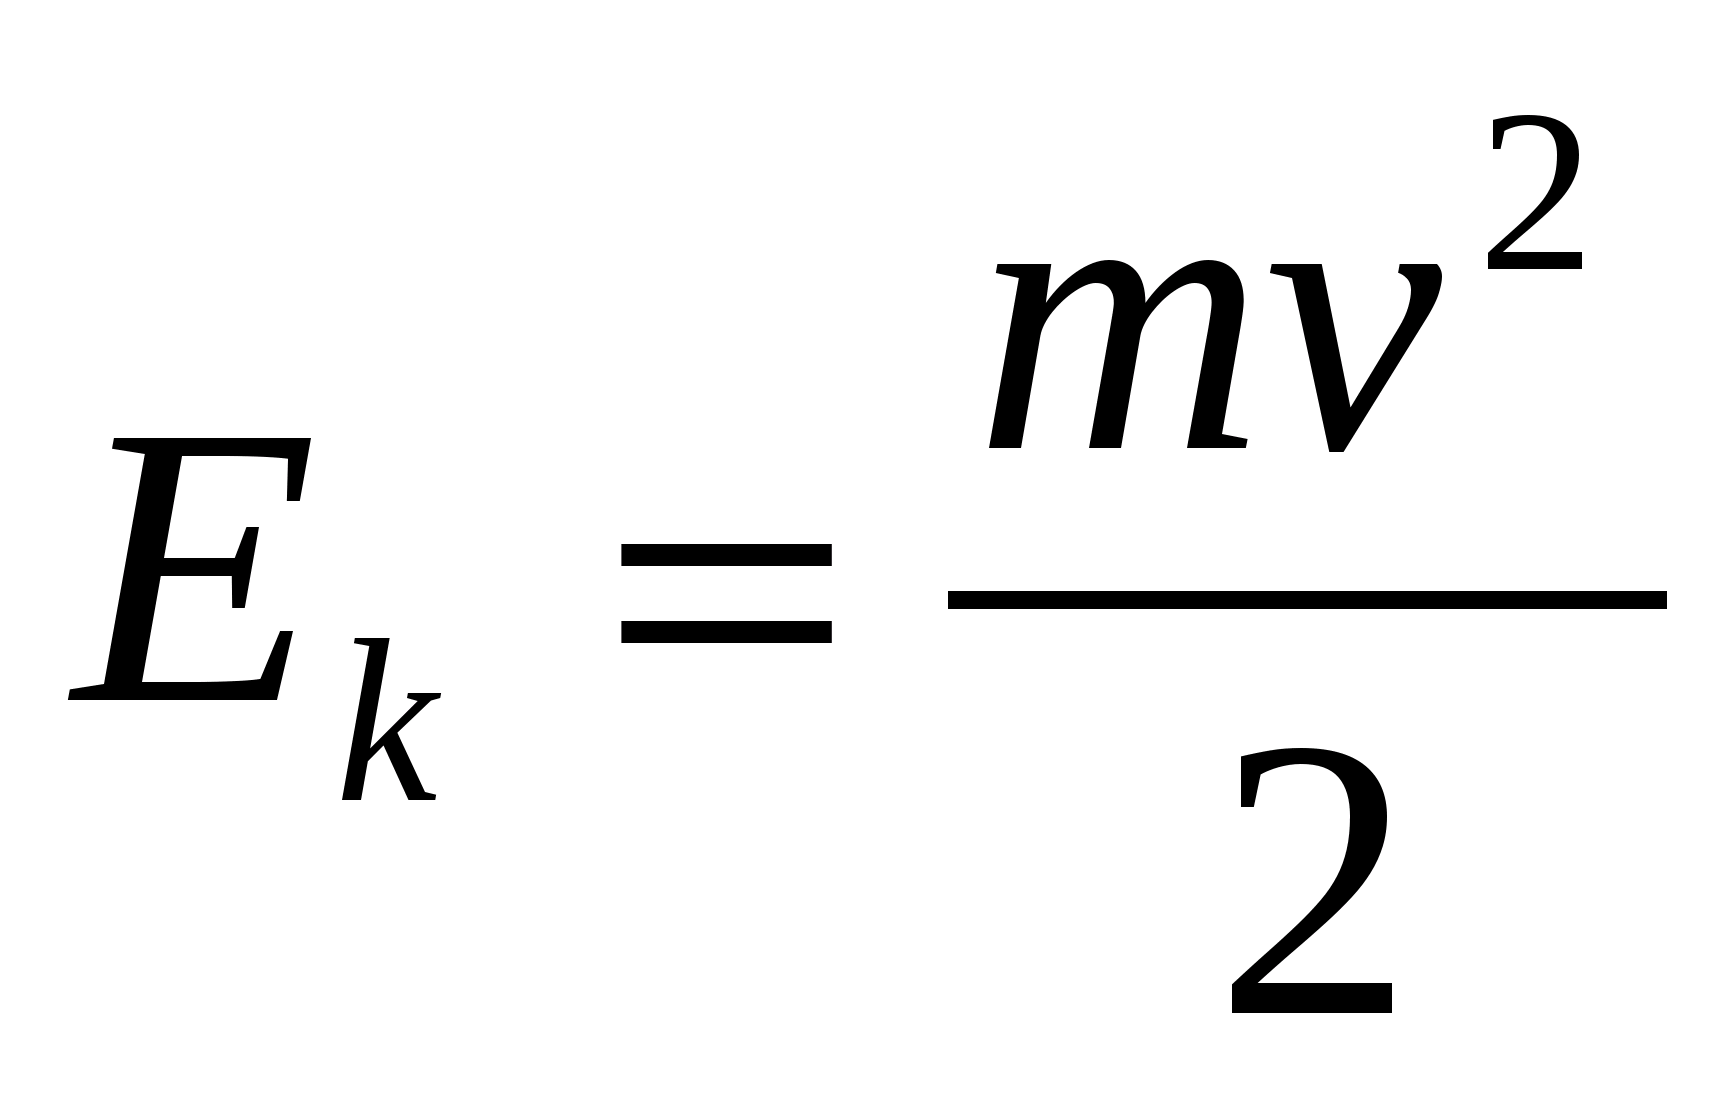 E_k = mv^2 / 2